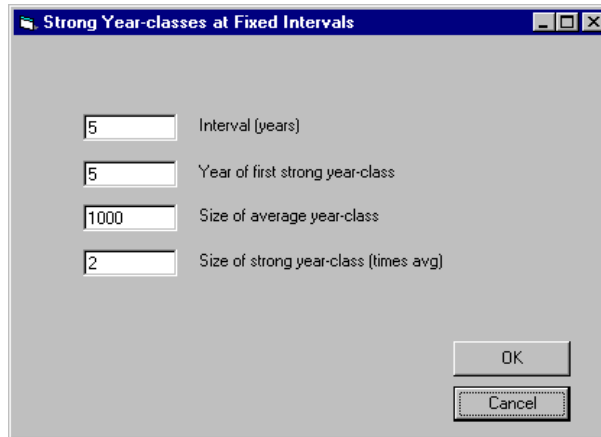 Strong Year-classes at Fixed Intervals
5 Interval (years)
5 Year of first strong year-class
1000 Size of average year-class
2 Size of strong year-class (times avg)
OK
Cancel